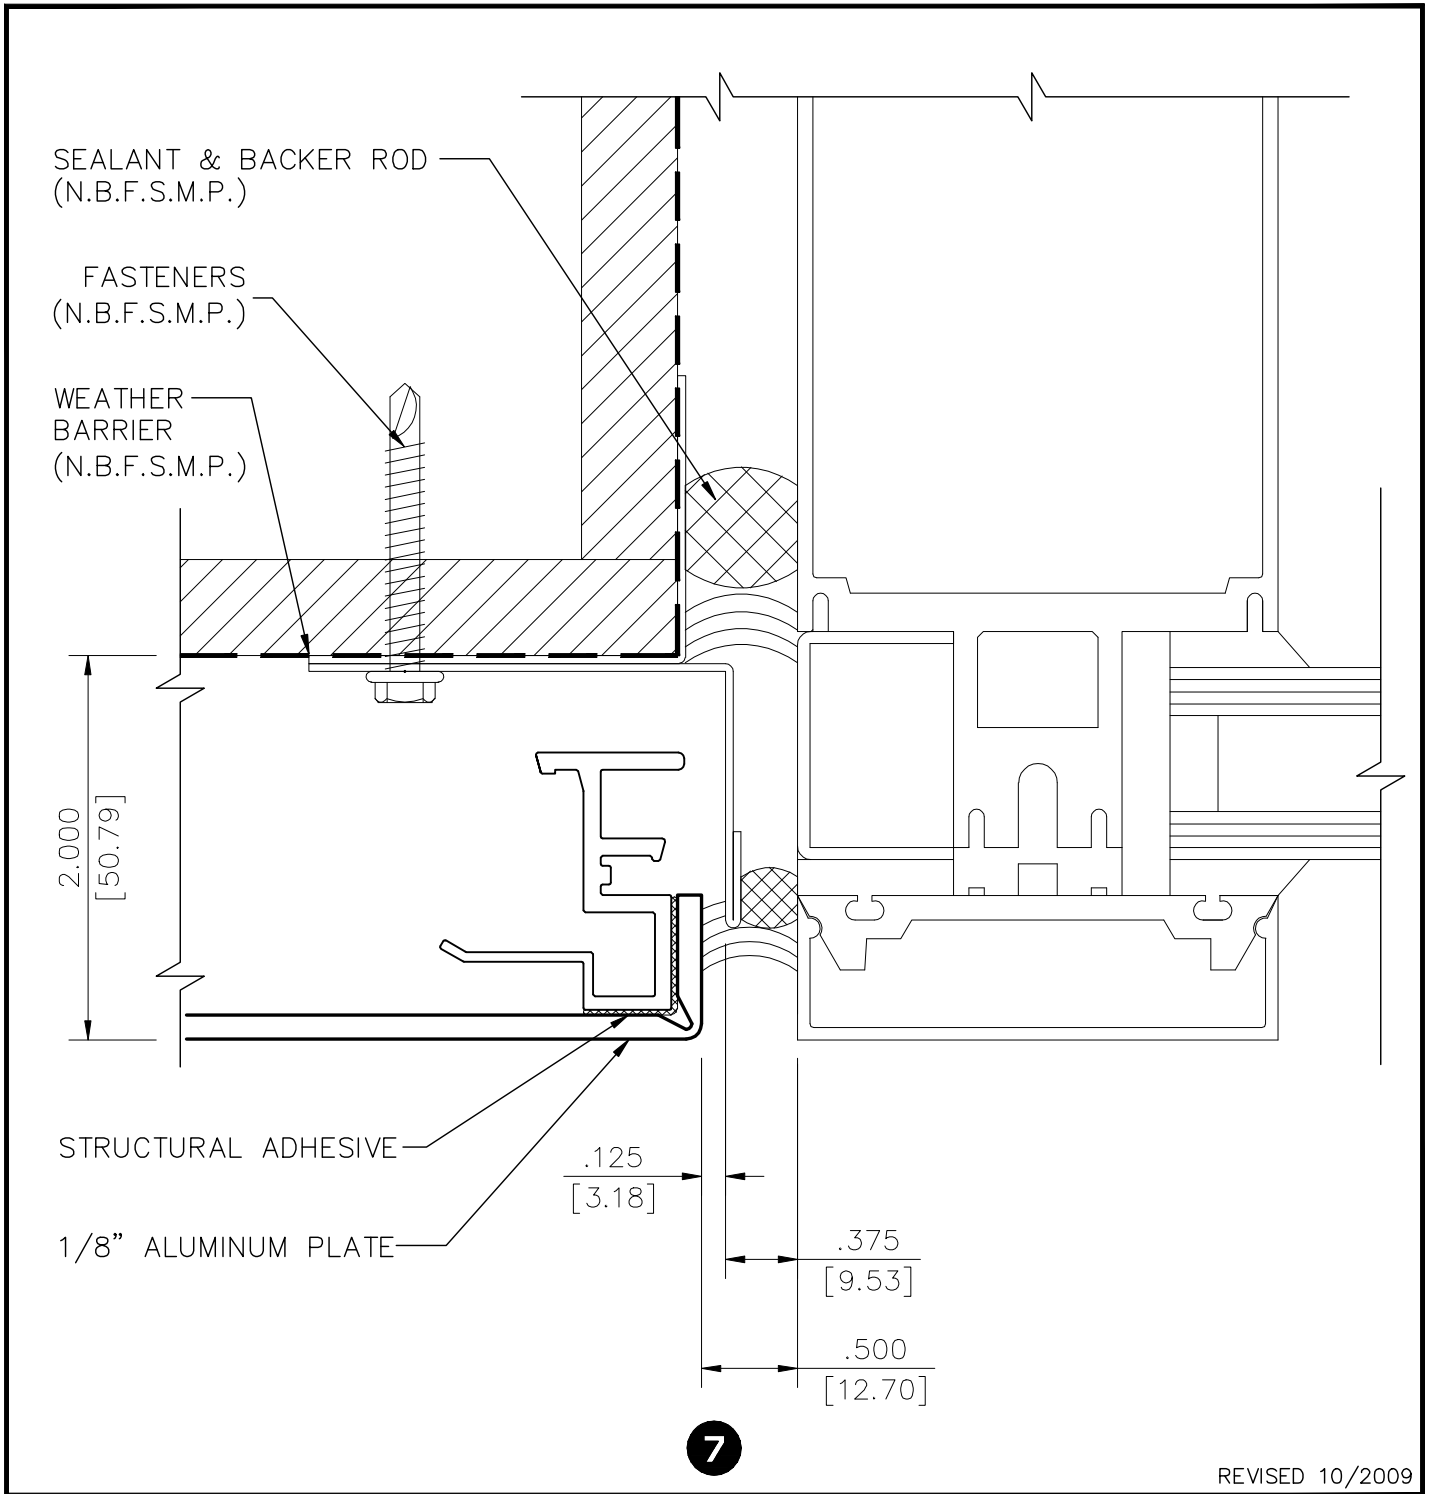 SEALANT & BACKER ROD
(N.B.F.S.M.P.)
FASTENERS
(N.B.F.S.M.P.)
WEATHER
BARRIER
(N.B.F.S.M.P.)
2.000
[50.79]
STRUCTURAL ADHESIVE
1/8” ALUMINUM PLATE
.125
[3.18]
.375
[9.53]
.500
[12.70]
7
REVISED 10/2009